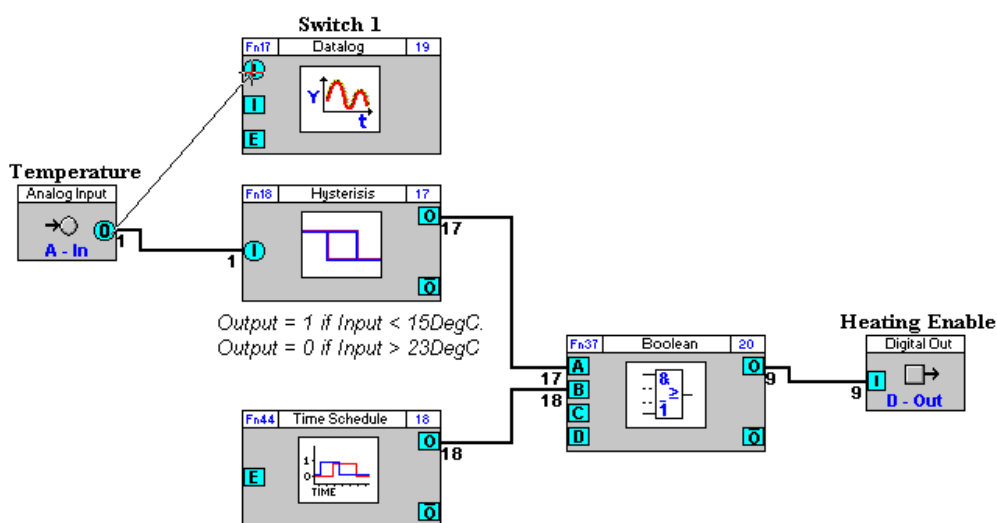 Switch 1
Fn17 Datalog 19
Y
t
I
E
Temperature
Analog Input
O
A - In
1
Fn18 Hysterisis 17
O
17
1
I
O
Output = 1 if Input < 15DegC.
Output = 0 if Input > 23DegC
Heating Enable
Fn37 Boolean 20
Digital Out
A
&
O
I
17
B
≥
9
9
D - Out
18
C
1
D
O
Fn44 Time Schedule 18
O
18
1
0
E
TIME
O